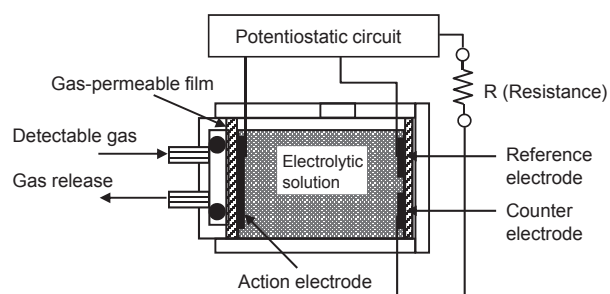 Potentiostatic circuit
Gas-permeable film
R (Resistance)
Detectable gas
Electrolytic
solution
Reference
electrode
Gas release
Counter
electrode
Action electrode